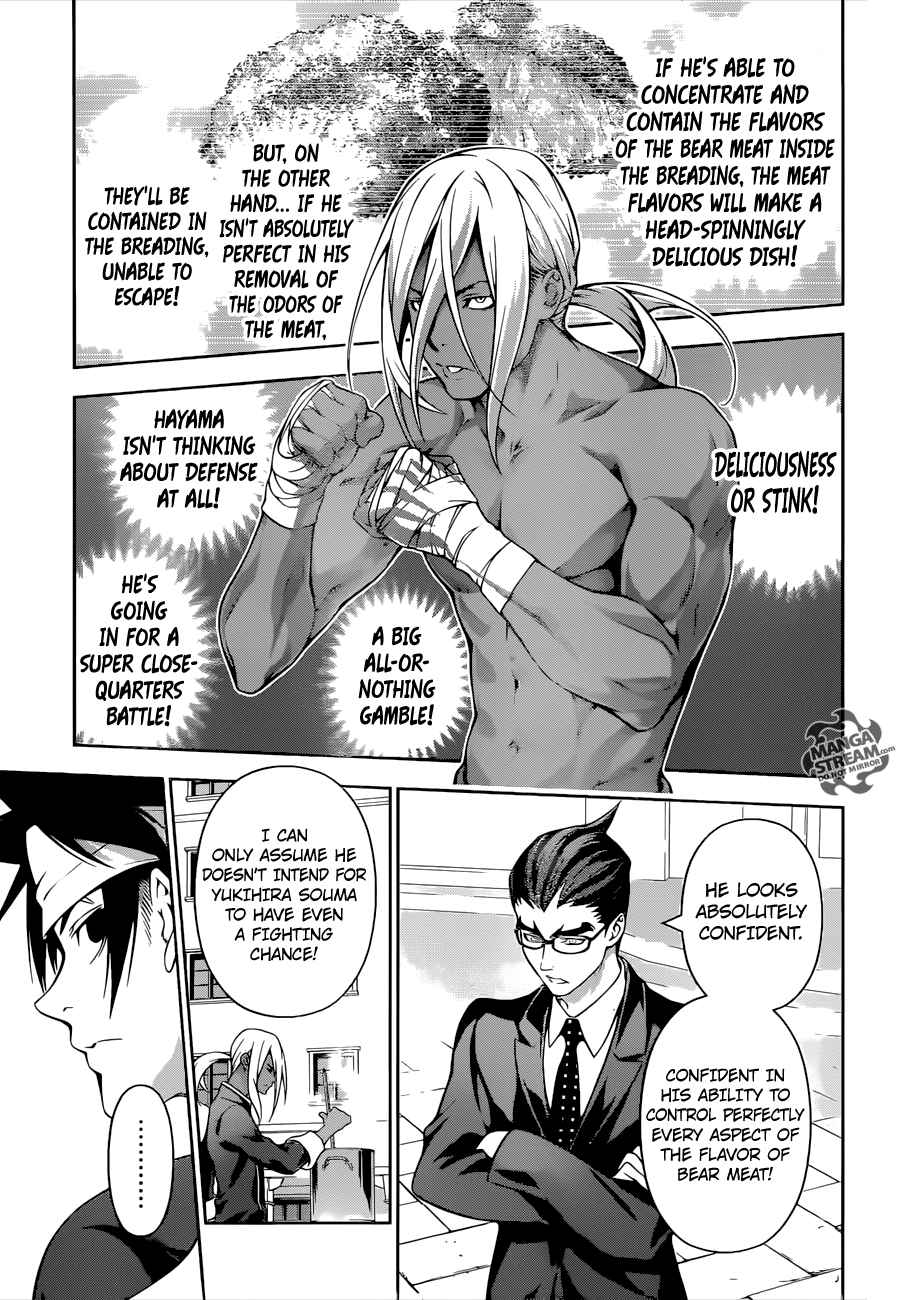 IF HE'S ABLE TO
CONCENTRATE AND
CONTAIN THE FLAVORS
OF THE BEAR MEAT INSIDE
THE BREADING, THE MEAT
FLAVORS WILL MAKE A
HEAD-SPINNINGLY
DELICIOUS DISH!
BUT, ON
THE OTHER
HAND... IF HE
ISN'T ABSOLUTELY
PERFECT IN HIS
REMOVAL OF
THE ODORS OF
THE MEAT,
THEY'LL BE
CONTAINED IN
THE BREADING,
UNABLE TO
ESCAPE!
DELICIOUSNESS
OR STINK!
A BIG
ALL-OR-
NOTHING
GAMBLE!
HAYAMA
ISN'T THINKING
ABOUT DEFENSE
AT ALL!
HE'S
GOING
IN FOR A
SUPER CLOSE-
QUARTERS
BATTLE!
MANGA
STREAM.com
DO NOT MIRROR
HE LOOKS
ABSOLUTELY
CONFIDENT.
CONFIDENT IN
HIS ABILITY TO
CONTROL PERFECTLY
EVERY ASPECT OF
THE FLAVOR OF
BEAR MEAT!
I CAN
ONLY ASSUME HE
DOESN'T INTEND FOR
YUKIHIRA SOUMA
TO HAVE EVEN
A FIGHTING
CHANCE!
.........